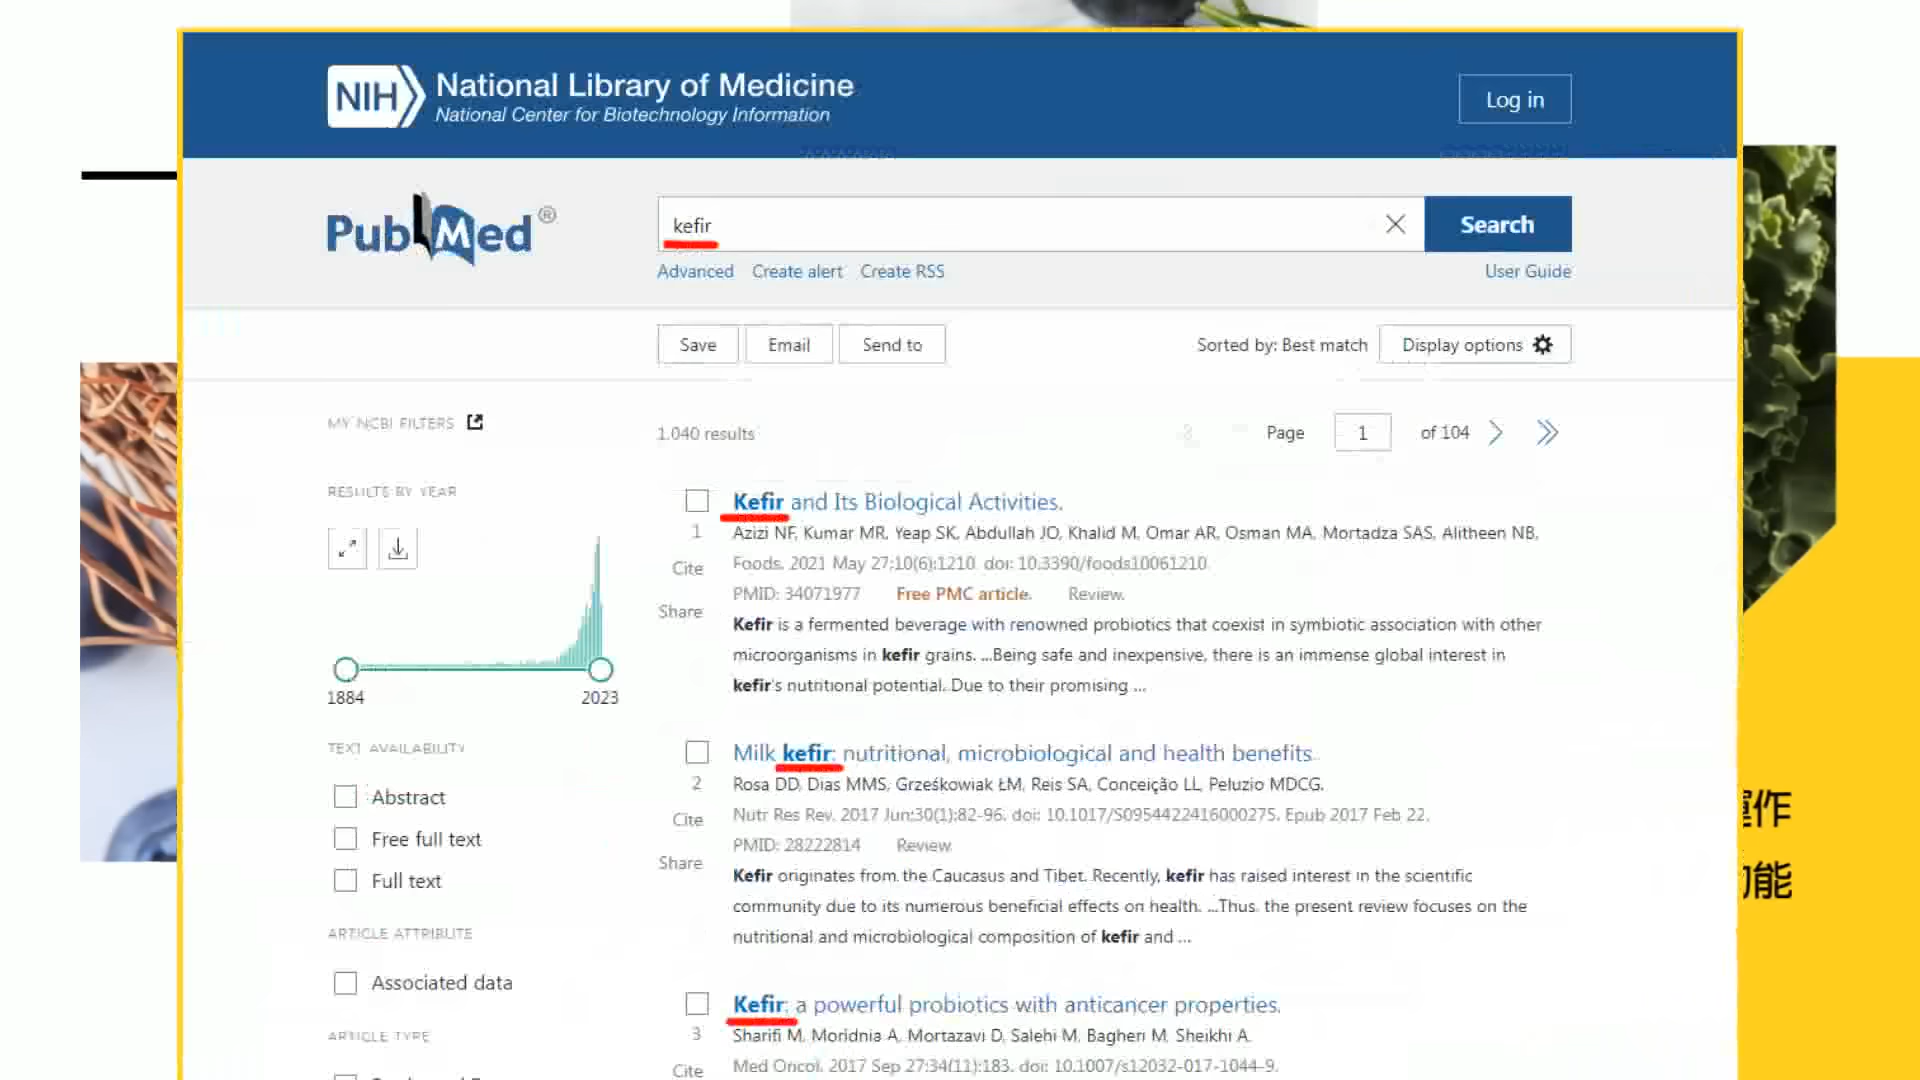 NIH National Library of Medicine
National Center for Biotechnology Information
Log in
PubMed®
kefir
Search
Advanced Create alert Create RSS
User Guide
Save Email Send to
Sorted by: Best match
Display options
MY NCBI FILTERS
1,040 results
Page 1 of 104
RESULTS BY YEAR
1884 2023
TEXT AVAILABILITY
Abstract
Free full text
Full text
ARTICLE ATTRIBUTE
Associated data
ARTICLE TYPE
Kefir and Its Biological Activities.
1
Azizi NF, Kumar MR, Yeap SK, Abdullah JO, Khalid M, Omar AR, Osman MA, Mortadza SAS, Alitheen NB.
Cite
Foods. 2021 May 27;10(6):1210. doi: 10.3390/foods10061210.
PMID: 34071977 Free PMC article. Review.
Share
Kefir is a fermented beverage with renowned probiotics that coexist in symbiotic association with other
microorganisms in kefir grains. ...Being safe and inexpensive, there is an immense global interest in
kefir's nutritional potential. Due to their promising ...
Milk kefir: nutritional, microbiological and health benefits.
2
Rosa DD, Dias MMS, Grześkowiak ŁM, Reis SA, Conceição LL, Peluzio MDCG.
Cite
Nutr Res Rev. 2017 Jun;30(1):82-96. doi: 10.1017/S0954422416000275. Epub 2017 Feb 22.
PMID: 28222814 Review.
Share
Kefir originates from the Caucasus and Tibet. Recently, kefir has raised interest in the scientific
community due to its numerous beneficial effects on health. ...Thus, the present review focuses on the
nutritional and microbiological composition of kefir and ...
Kefir: a powerful probiotics with anticancer properties.
3
Sharifi M, Moridnia A, Mortazavi D, Salehi M, Bagheri M, Sheikhi A.
Cite
Med Oncol. 2017 Sep 27;34(11):183. doi: 10.1007/s12032-017-1044-9.
作
能